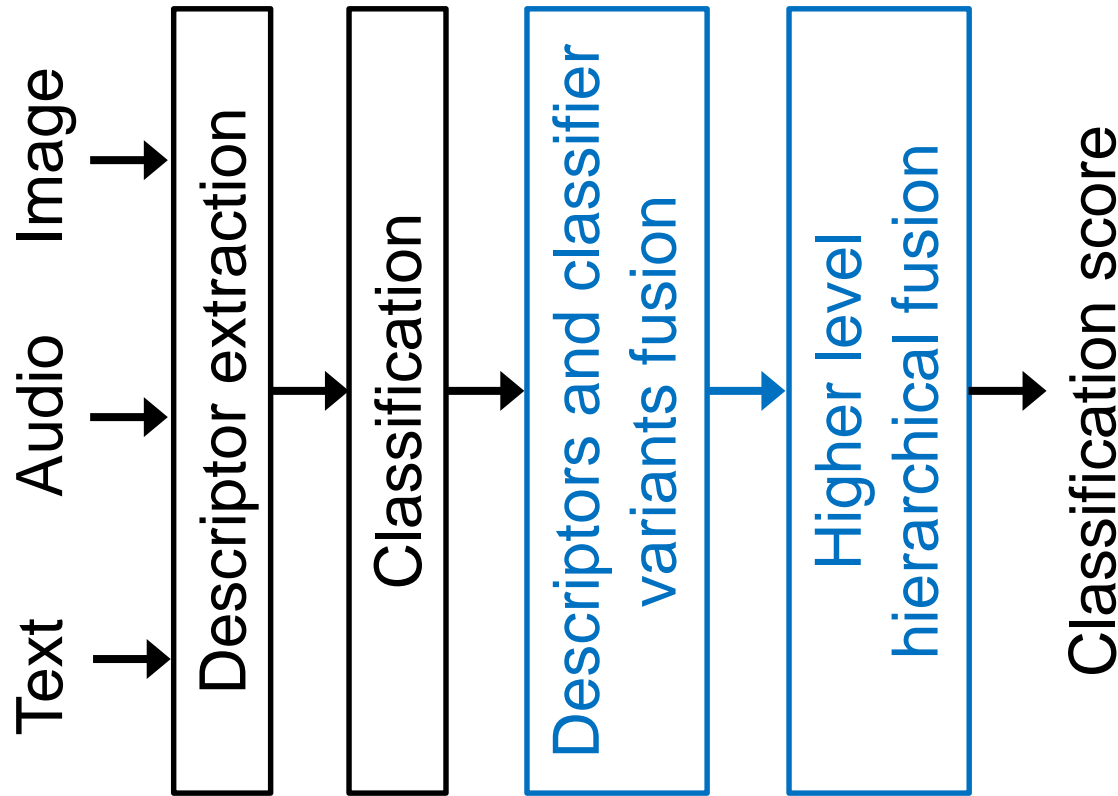 Text
Audio
Image
Descriptor extraction
Classification
Descriptors and classifier
variants fusion
Higher level
hierarchical fusion
Classification score